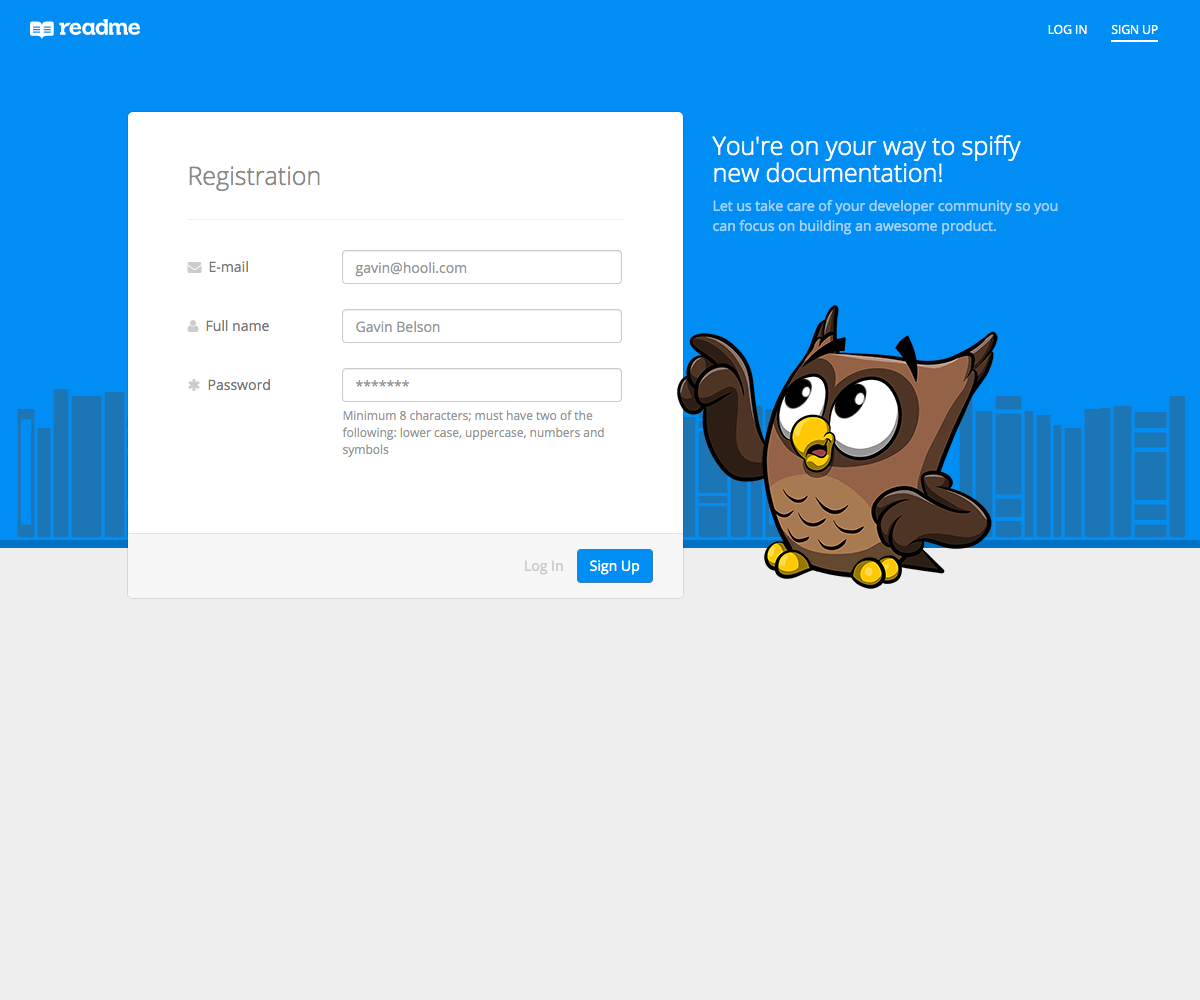 readme
LOG IN
SIGN UP
Registration
E-mail
gavin@hooli.com
Full name
Gavin Belson
Password
*******
Minimum 8 characters; must have two of the
following: lower case, uppercase, numbers and
symbols
Log In
Sign Up
You're on your way to spiffy
new documentation!
Let us take care of your developer community so you
can focus on building an awesome product.